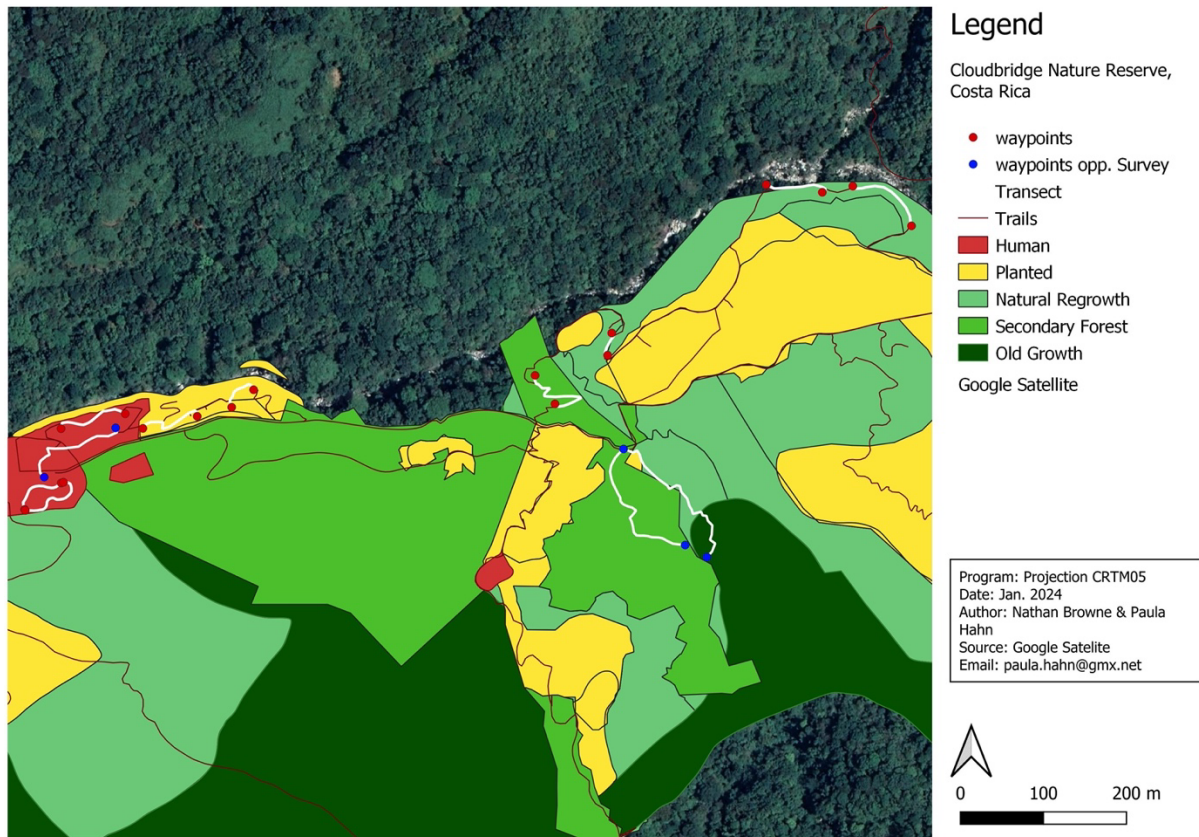 Legend
Cloudbridge Nature Reserve,
Costa Rica
waypoints
waypoints opp. Survey
Transect
Trails
Human
Planted
Natural Regrowth
Secondary Forest
Old Growth
Google Satellite
Program: Projection CRTM05
Date: Jan. 2024
Author: Nathan Browne & Paula
Hahn
Source: Google Satelite
Email: paula.hahn@gmx.net
0 100 200 m